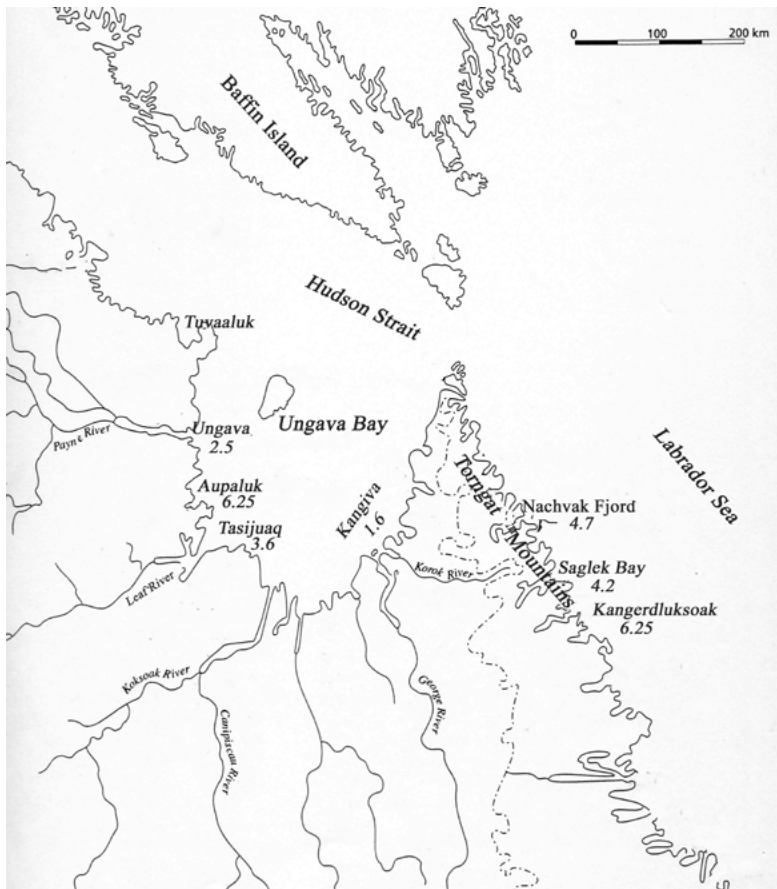 0 100 200 km
Baffin Island
Hudson Strait
Tuvaaluk
Ungava Bay
Ungava
2.5
Payne River
Labrador Sea
Torngat Mountains
Aupaluk
6.25
Kangiva
1.6
Nachvak Fjord
4.7
Tasijuaq
3.6
Leaf River
Korok River
Saglek Bay
4.2
Kangerdluksoak
6.25
Koksoak River
George River
Canipiscau River